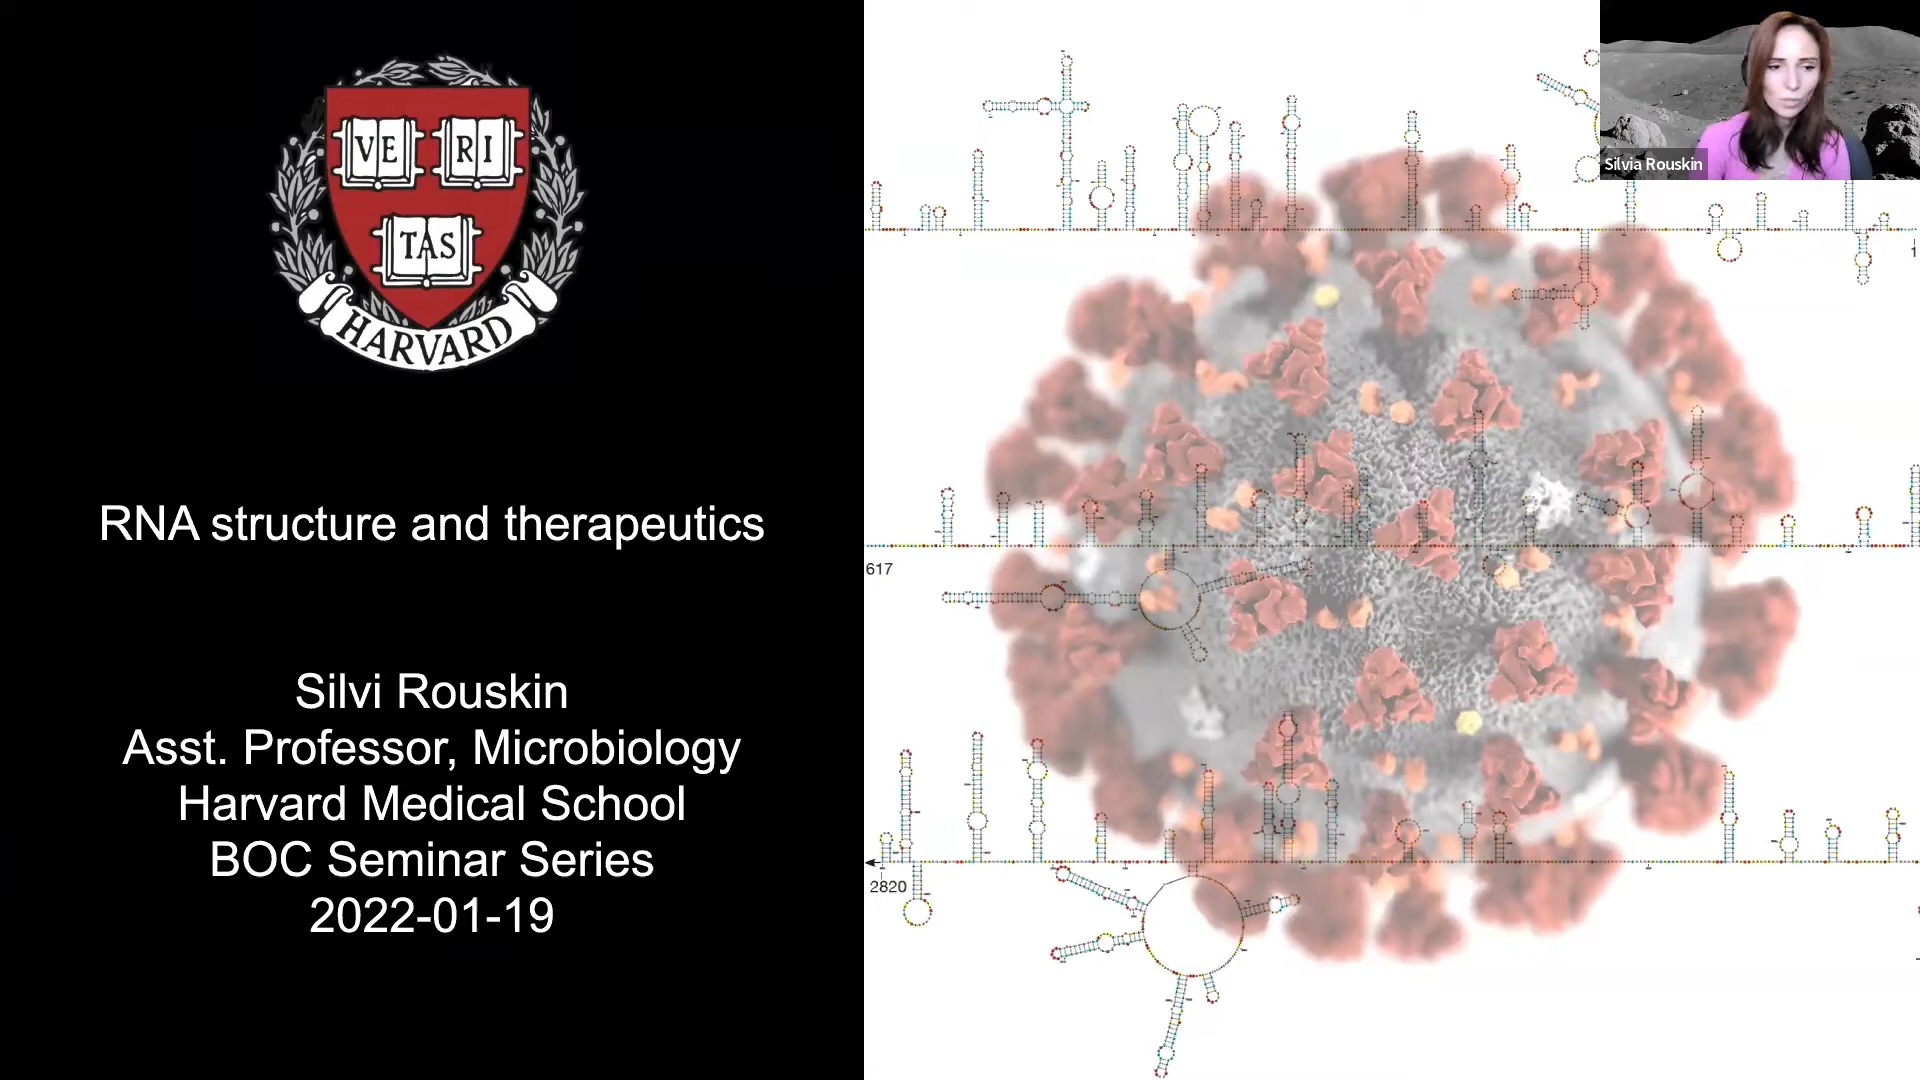 VE RI
TAS
HARVARD
RNA structure and therapeutics
Silvi Rouskin
Asst. Professor, Microbiology
Harvard Medical School
BOC Seminar Series
2022-01-19
Silvia Rouskin
1
617
2820